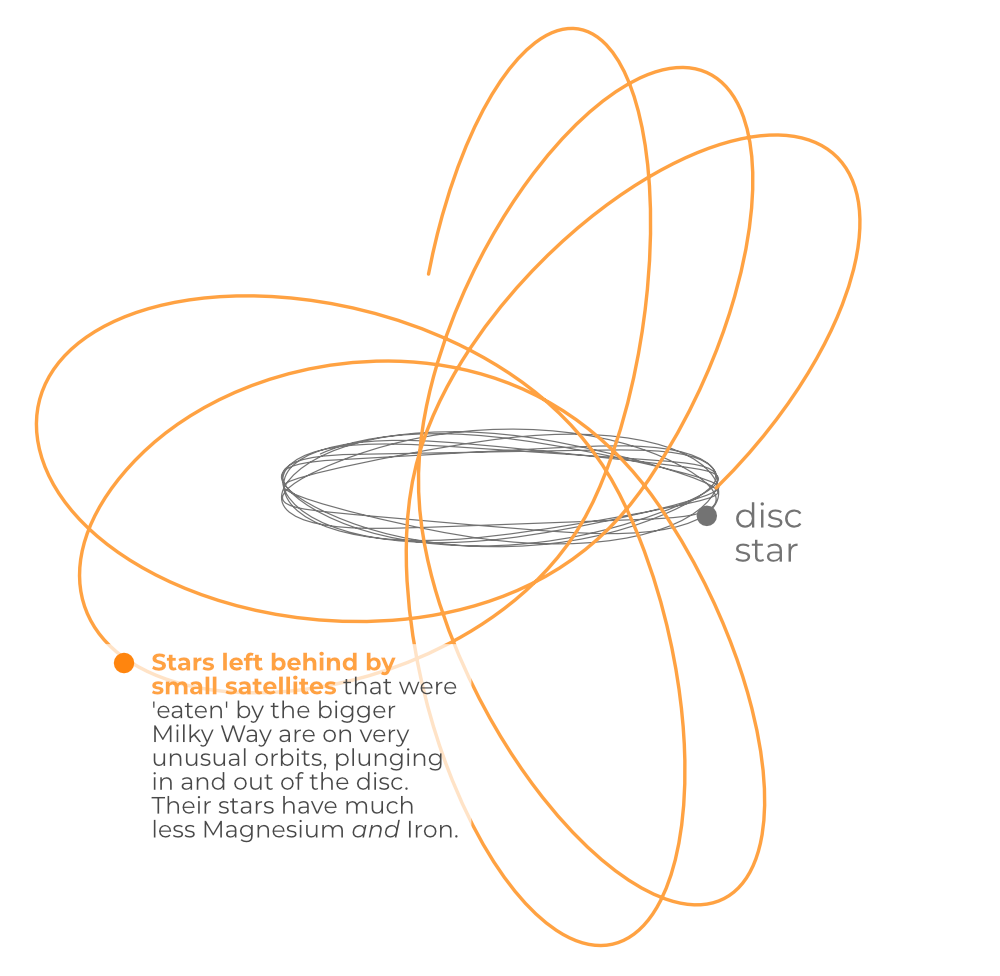 disc
star
Stars left behind by
small satellites that were
'eaten' by the bigger
Milky Way are on very
unusual orbits, plunging
in and out of the disc.
Their stars have much
less Magnesium and Iron.